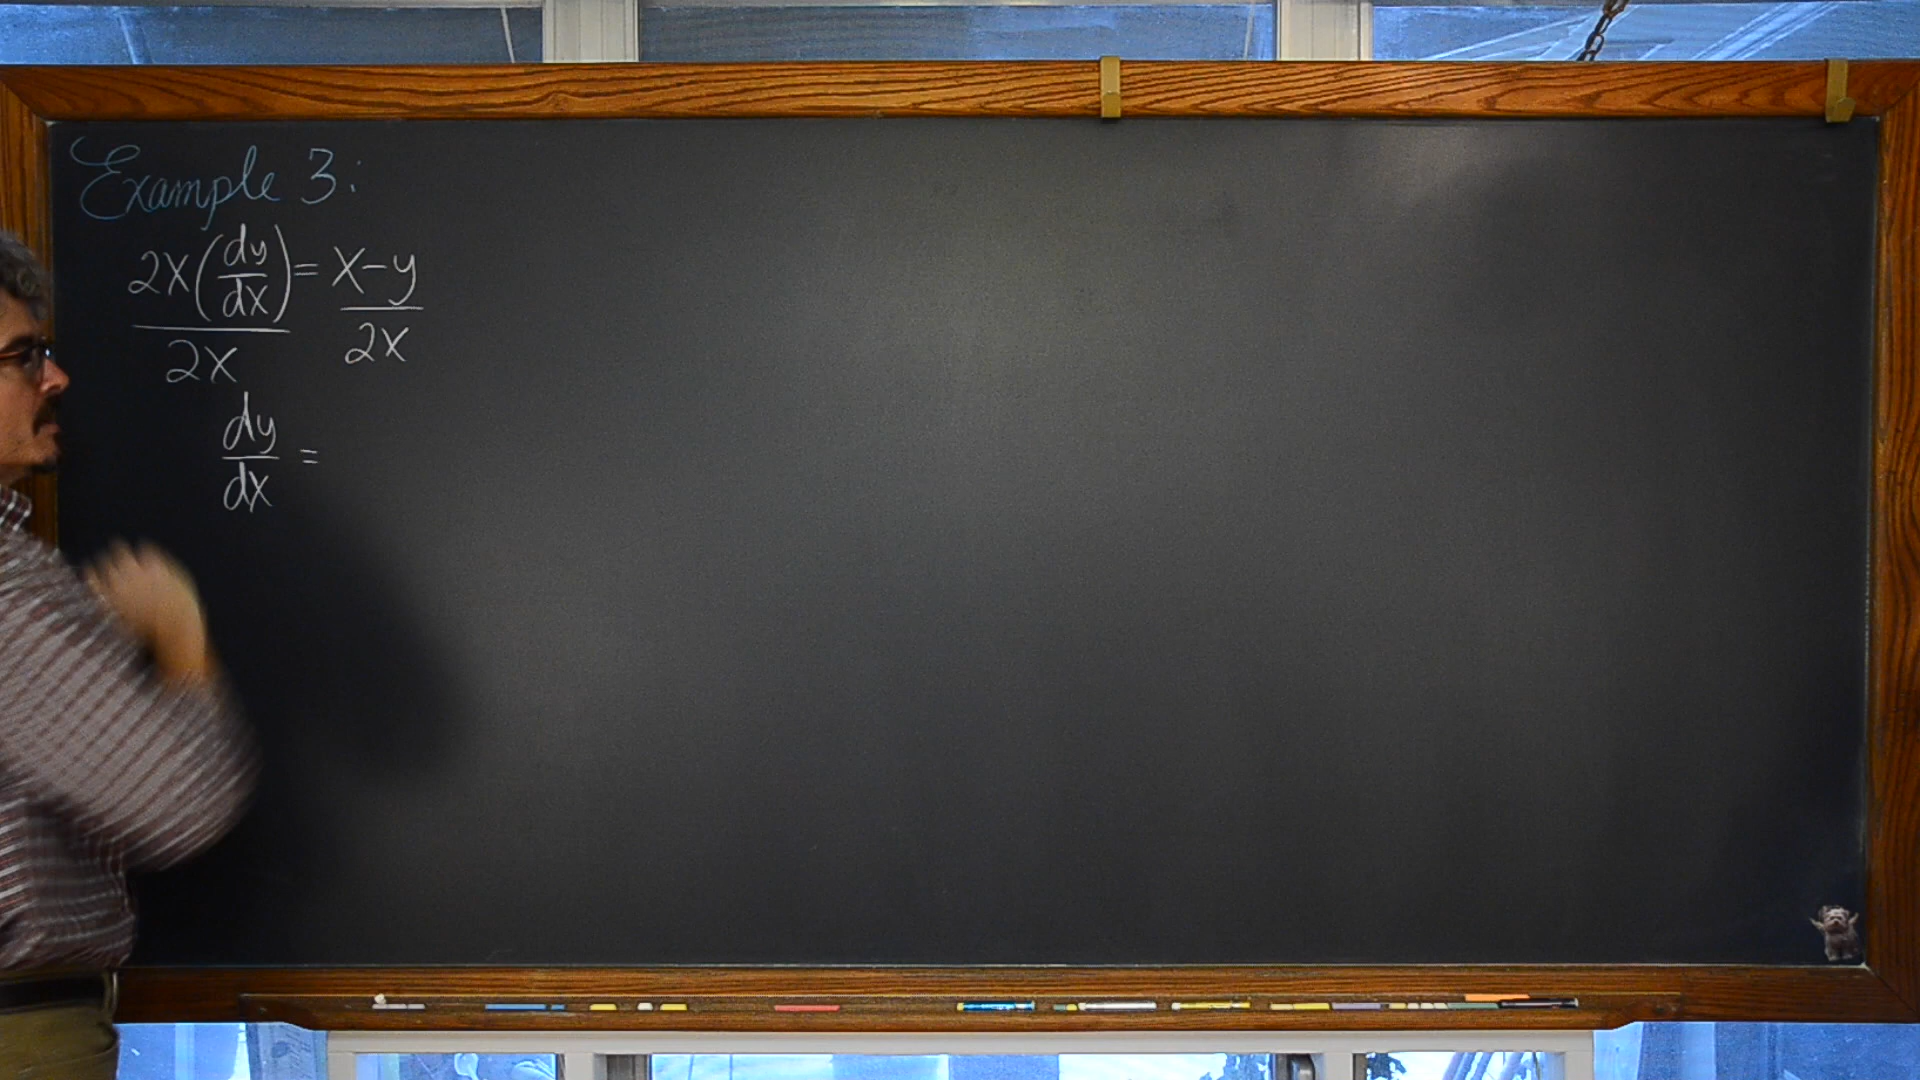 Example 3:
2x(dy/dx) = x-y
2x 2x
dy/dx =